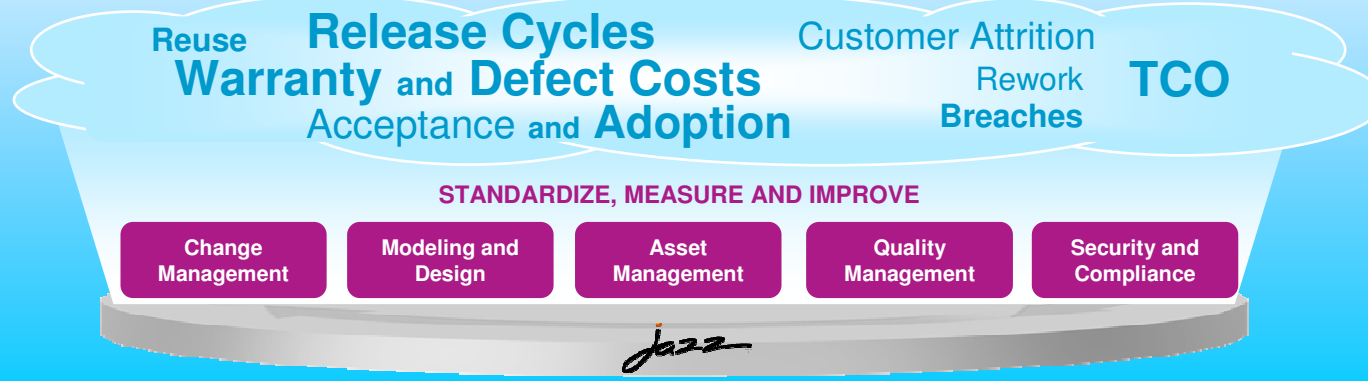 Reuse
Release Cycles
Customer Attrition
Warranty and Defect Costs
Rework
TCO
Acceptance and Adoption
Breaches
STANDARDIZE, MEASURE AND IMPROVE
Change
Management
Modeling and
Design
Asset
Management
Quality
Management
Security and
Compliance
jazz